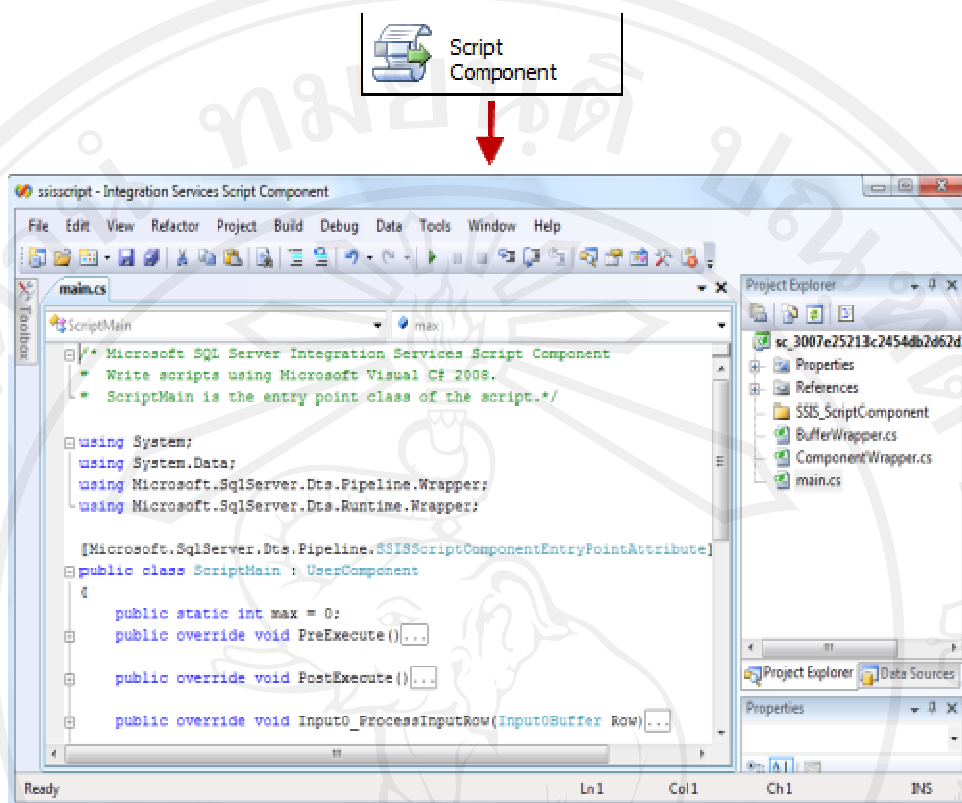 Script
Component
ssisscript - Integration Services Script Component
File Edit View Refactor Project Build Debug Data Tools Window Help
Toolbox
main.cs
Project Explorer
ScriptMain
max
sc_3007e25213c2454db2d62d
Properties
References
SSIS_ScriptComponent
BufferWrapper.cs
ComponentWrapper.cs
main.cs
/* Microsoft SQL Server Integration Services Script Component
* Write scripts using Microsoft Visual C# 2008.
* ScriptMain is the entry point class of the script.*/
using System;
using System.Data;
using Microsoft.SqlServer.Dts.Pipeline.Wrapper;
using Microsoft.SqlServer.Dts.Runtime.Wrapper;
[Microsoft.SqlServer.Dts.Pipeline.SSISScriptComponentEntryPointAttribute]
public class ScriptMain : UserComponent
{
public static int max = 0;
public override void PreExecute()...
public override void PostExecute()...
public override void Input0_ProcessInputRow(Input0Buffer Row)...
Project Explorer
Data Sources
Properties
Ready
Ln 1 Col 1 Ch 1 INS